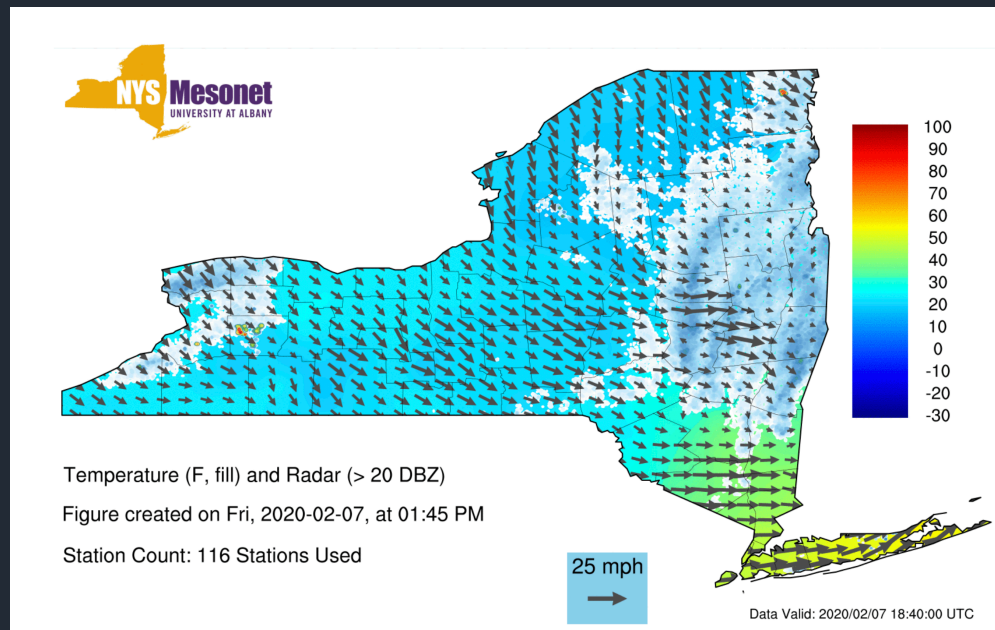 NYS Mesonet
UNIVERSITY AT ALBANY
100
90
80
70
60
50
40
30
20
10
0
-10
-20
-30
Temperature (F, fill) and Radar (> 20 DBZ)
Figure created on Fri, 2020-02-07, at 01:45 PM
Station Count: 116 Stations Used
25 mph
Data Valid: 2020/02/07 18:40:00 UTC